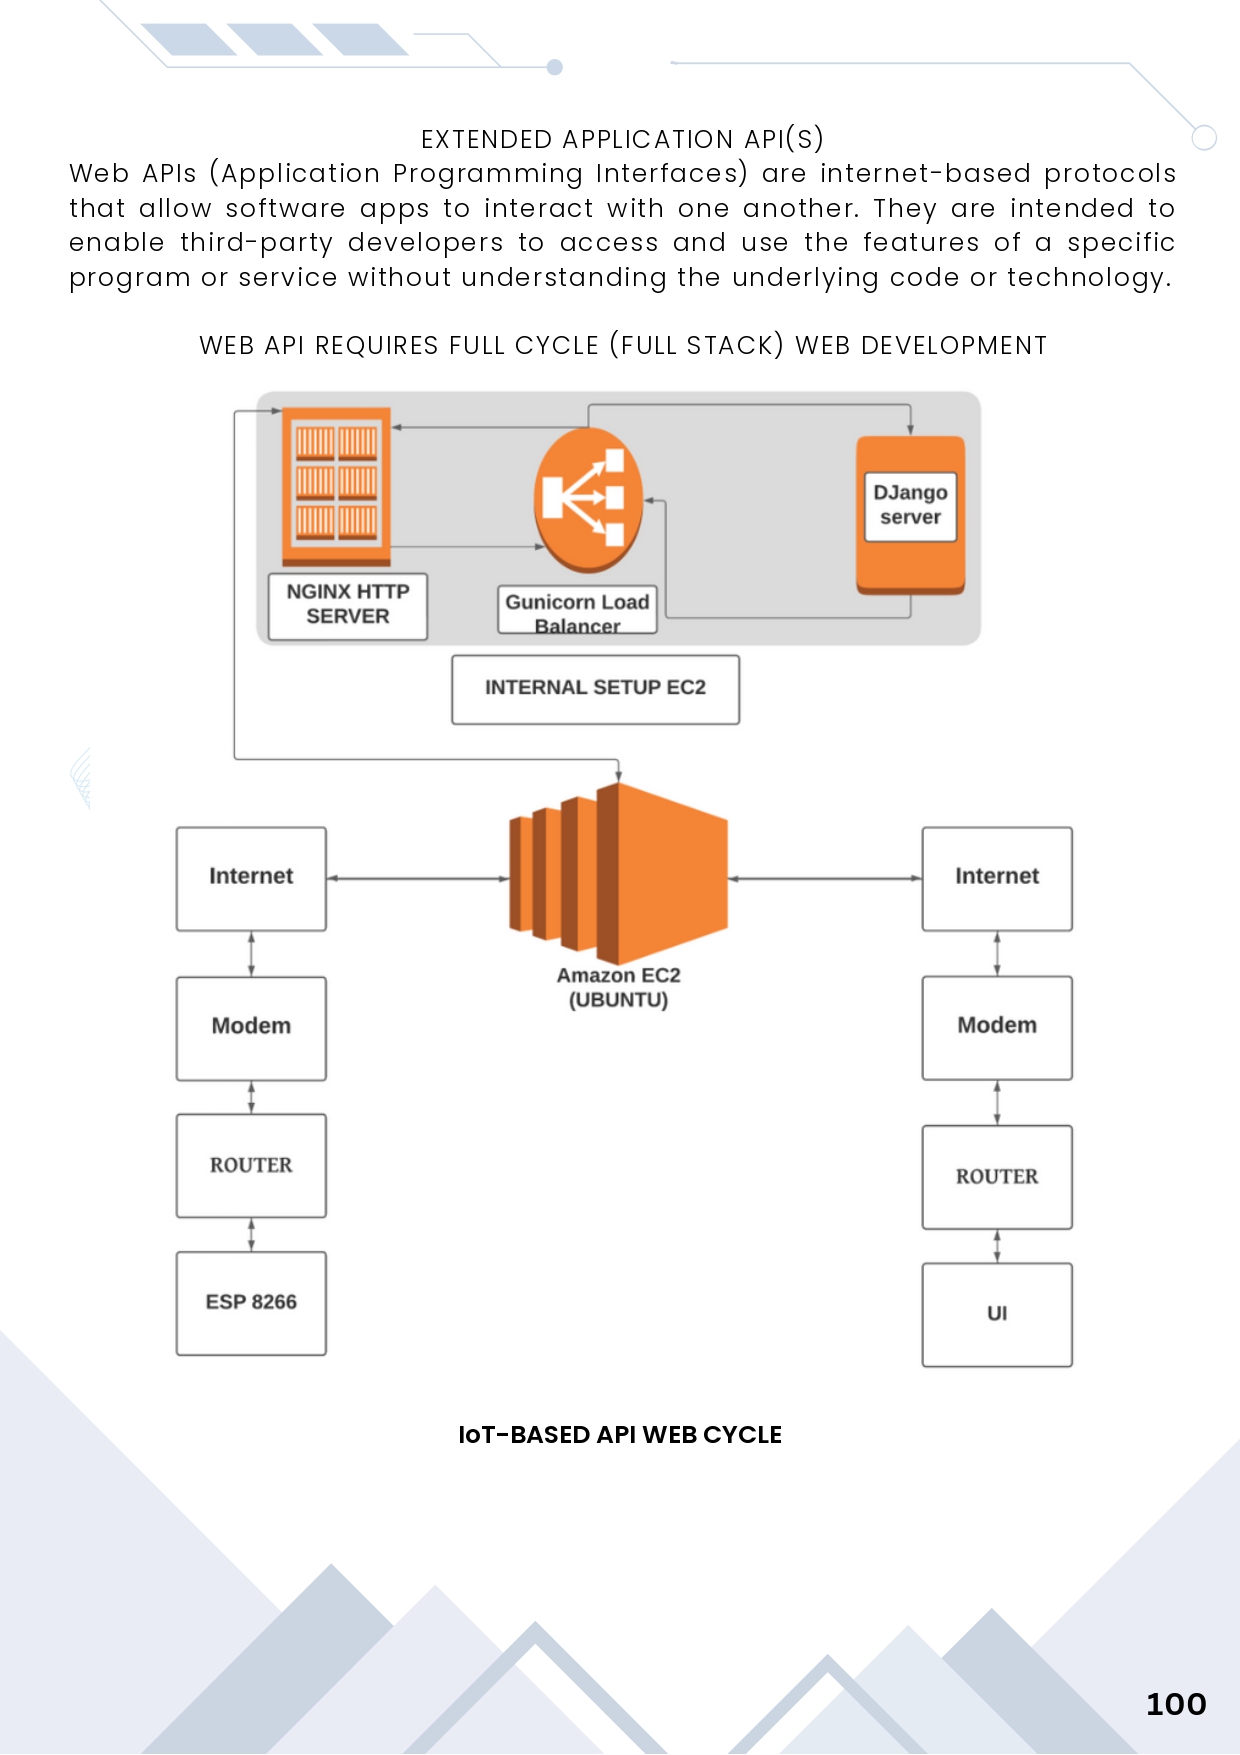 EXTENDED APPLICATION API(S)
Web APIs (Application Programming Interfaces) are internet-based protocols
that allow software apps to interact with one another. They are intended to
enable third-party developers to access and use the features of a specific
program or service without understanding the underlying code or technology.
WEB API REQUIRES FULL CYCLE (FULL STACK) WEB DEVELOPMENT
DJango
server
NGINX HTTP
SERVER
Gunicorn Load
Balancer
INTERNAL SETUP EC2
Internet
Internet
Amazon EC2
(UBUNTU)
Modem
Modem
ROUTER
ROUTER
ESP 8266
UI
IoT-BASED API WEB CYCLE
100